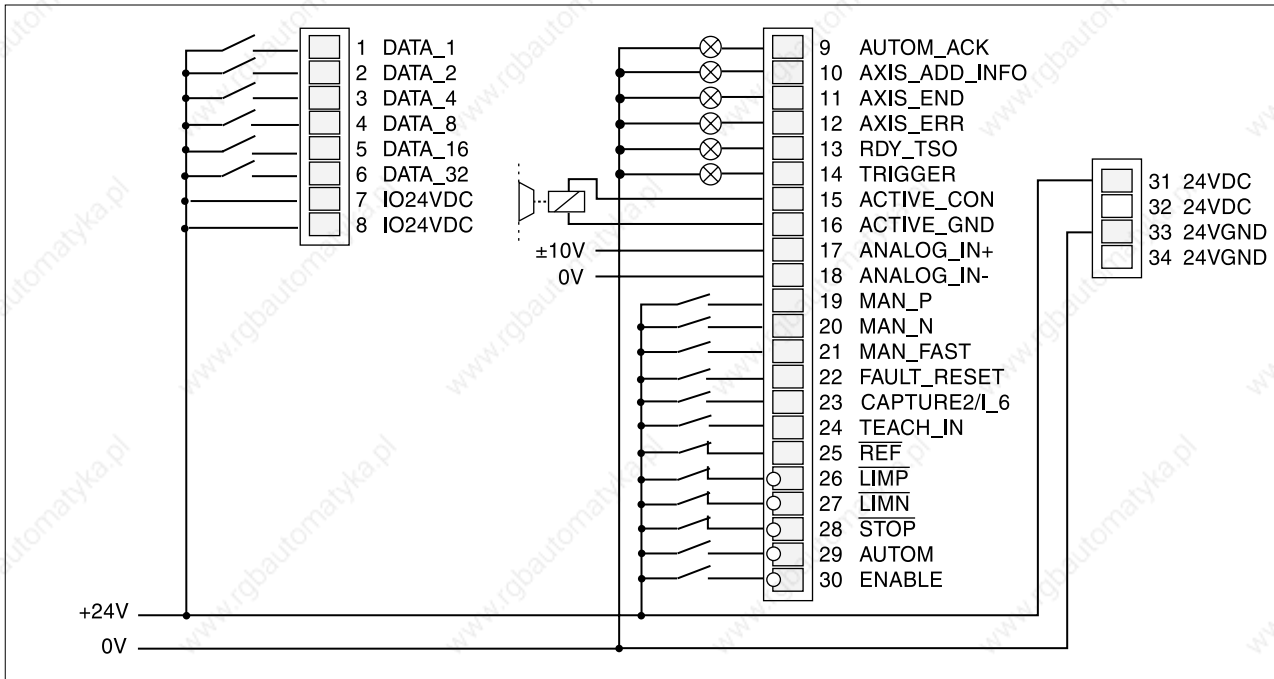 1 DATA_1
2 DATA_2
3 DATA_4
4 DATA_8
5 DATA_16
6 DATA_32
7 IO24VDC
8 IO24VDC
9 AUTOM_ACK
10 AXIS_ADD_INFO
11 AXIS_END
12 AXIS_ERR
13 RDY_TSO
14 TRIGGER
15 ACTIVE_CON
16 ACTIVE_GND
±10V 17 ANALOG_IN+
0V 18 ANALOG_IN-
19 MAN_P
20 MAN_N
21 MAN_FAST
22 FAULT_RESET
23 CAPTURE2/I_6
24 TEACH_IN
25 REF
26 LIMP
27 LIMN
28 STOP
29 AUTOM
30 ENABLE
31 24VDC
32 24VDC
33 24VGND
34 24VGND
+24V
0V
www.rgbautomatyka.pl